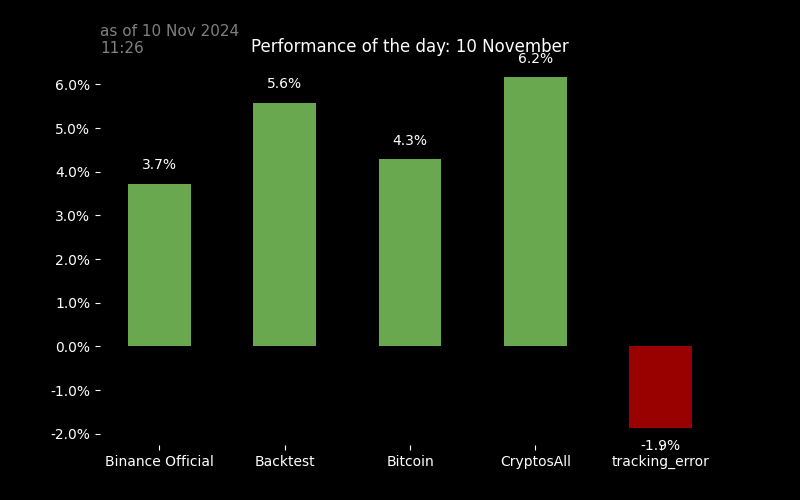 as of 10 Nov 2024
11:26
Performance of the day: 10 November
6.2%
6.0%
5.6%
5.0%
4.3%
4.0%
3.7%
3.0%
2.0%
1.0%
0.0%
-1.0%
-2.0%
-1.9%
Binance Official
Backtest
Bitcoin
CryptosAll
tracking_error